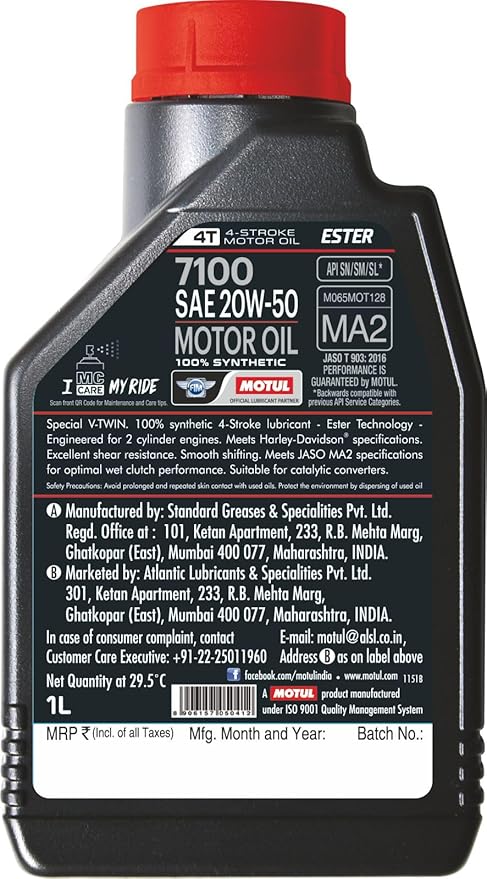 4T 4-STROKE MOTOR OIL ESTER
7100
SAE 20W-50
MOTOR OIL
100% SYNTHETIC
API SN/SM/SL*
M065MOT128
MA2
JASO T 903: 2016
PERFORMANCE IS
GUARANTEED by MOTUL.
*Backwards compatible with
previous API Service Categories.
I MC CARE MY RIDE
Scan front QR Code for Maintenance and Care tips.
FIM MOTUL
OFFICIAL LUBRICANT PARTNER
Special V-TWIN. 100% synthetic 4-Stroke lubricant - Ester Technology -
Engineered for 2 cylinder engines. Meets Harley-Davidson® specifications.
Excellent shear resistance. Smooth shifting. Meets JASO MA2 specifications
for optimal wet clutch performance. Suitable for catalytic converters.
Safety Precautions: Avoid prolonged and repeated skin contact with used oils. Protect the environment by dispersing of used oil
A Manufactured by: Standard Greases & Specialities Pvt. Ltd.
Regd. Office at : 101, Ketan Apartment, 233, R.B. Mehta Marg,
Ghatkopar (East), Mumbai 400 077, Maharashtra, INDIA.
B Marketed by: Atlantic Lubricants & Specialities Pvt. Ltd.
301, Ketan Apartment, 233, R.B. Mehta Marg,
Ghatkopar (East), Mumbai 400 077, Maharashtra, INDIA.
In case of consumer complaint, contact E-mail: motul@alsl.co.in,
Customer Care Executive: +91-22-25011960 Address B as on label above
Net Quantity at 29.5°C
1L
f facebook.com/motulindia • www.motul.com 1151B
8906157050412
A MOTUL product manufactured
under ISO 9001 Quality Management System
MRP ₹ (Incl. of all Taxes) Mfg. Month and Year: Batch No.: